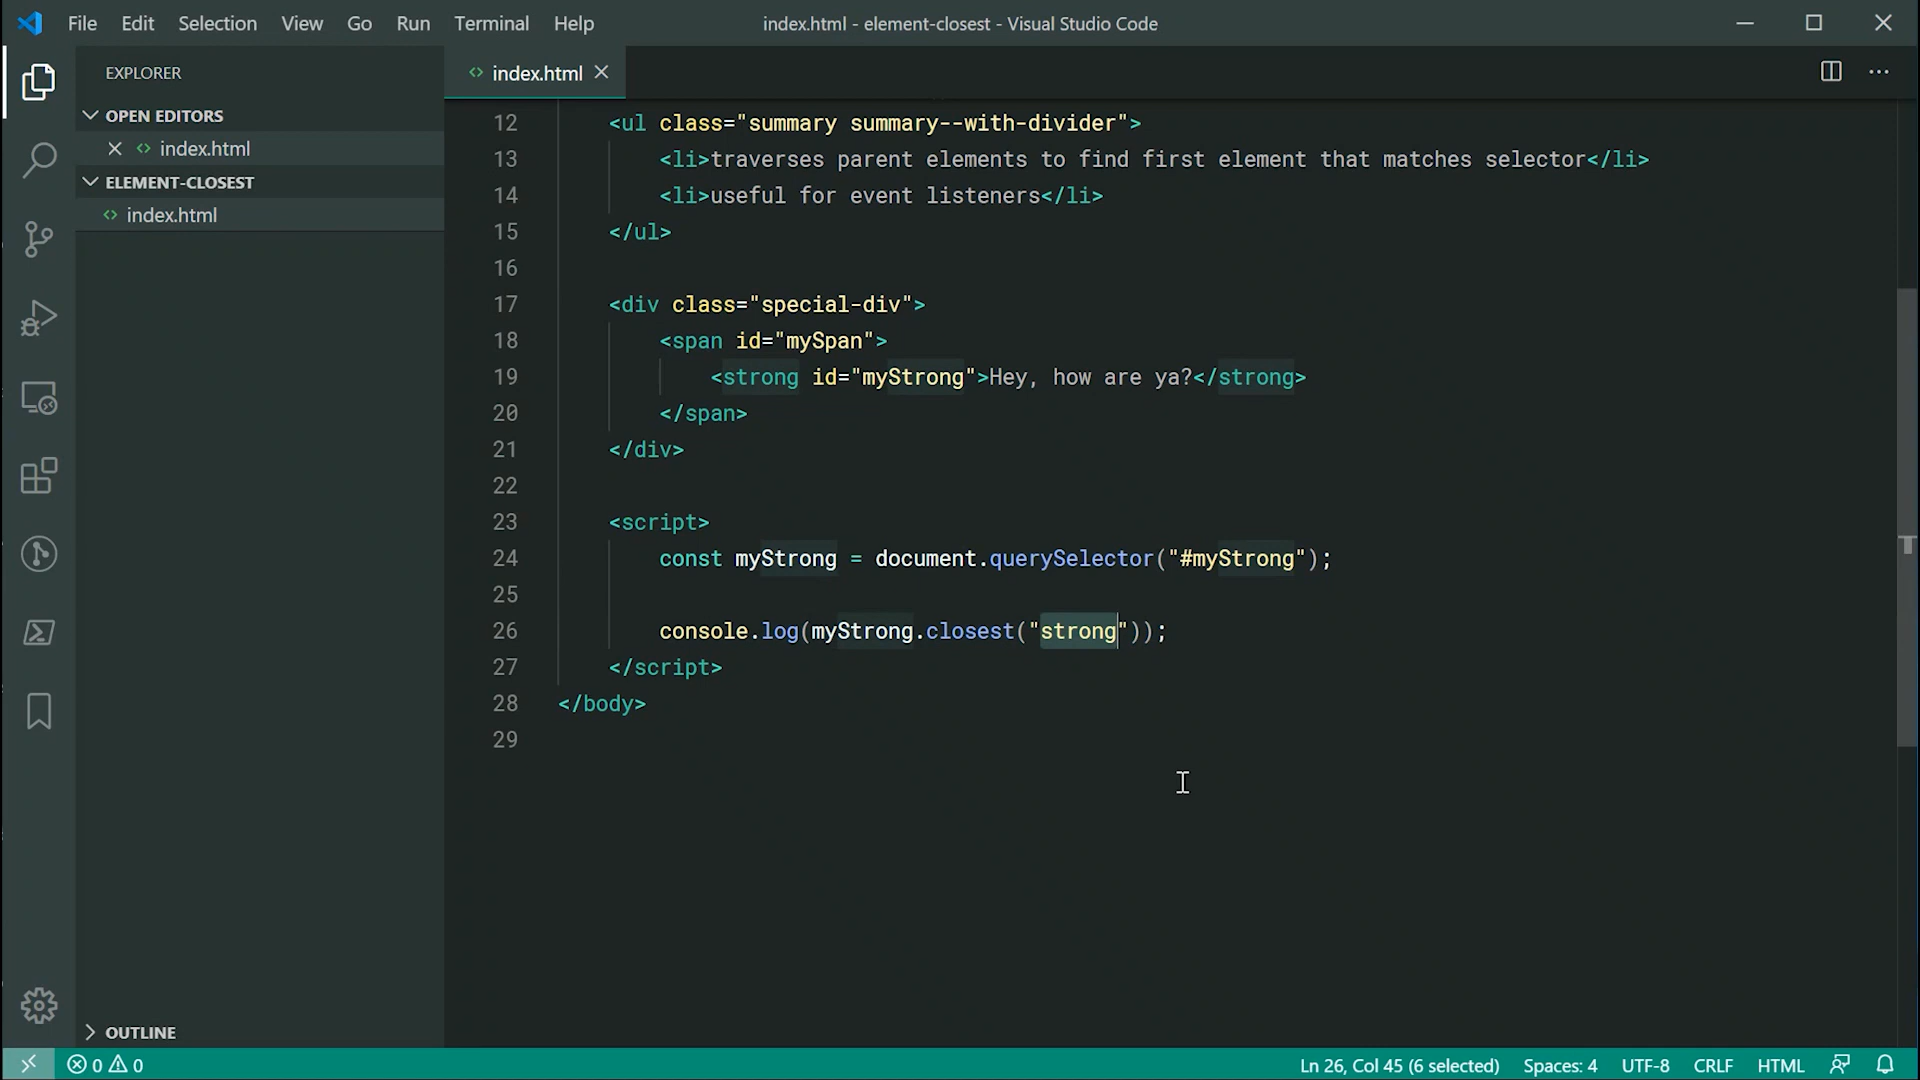 File Edit Selection View Go Run Terminal Help
index.html - element-closest - Visual Studio Code
EXPLORER
OPEN EDITORS
index.html
ELEMENT-CLOSEST
index.html
OUTLINE
index.html
12 <ul class="summary summary--with-divider">
13 <li>traverses parent elements to find first element that matches selector</li>
14 <li>useful for event listeners</li>
15 </ul>
16
17 <div class="special-div">
18 <span id="mySpan">
19 <strong id="myStrong">Hey, how are ya?</strong>
20 </span>
21 </div>
22
23 <script>
24 const myStrong = document.querySelector("#myStrong");
25
26 console.log(myStrong.closest("strong"));
27 </script>
28 </body>
29
0 0
Ln 26, Col 45 (6 selected) Spaces: 4 UTF-8 CRLF HTML